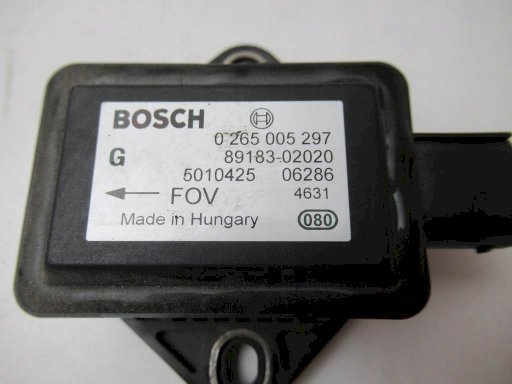 BOSCH
0 265 005 297
G 89183-02020
5010425 06286
FOV 4631
Made in Hungary 080